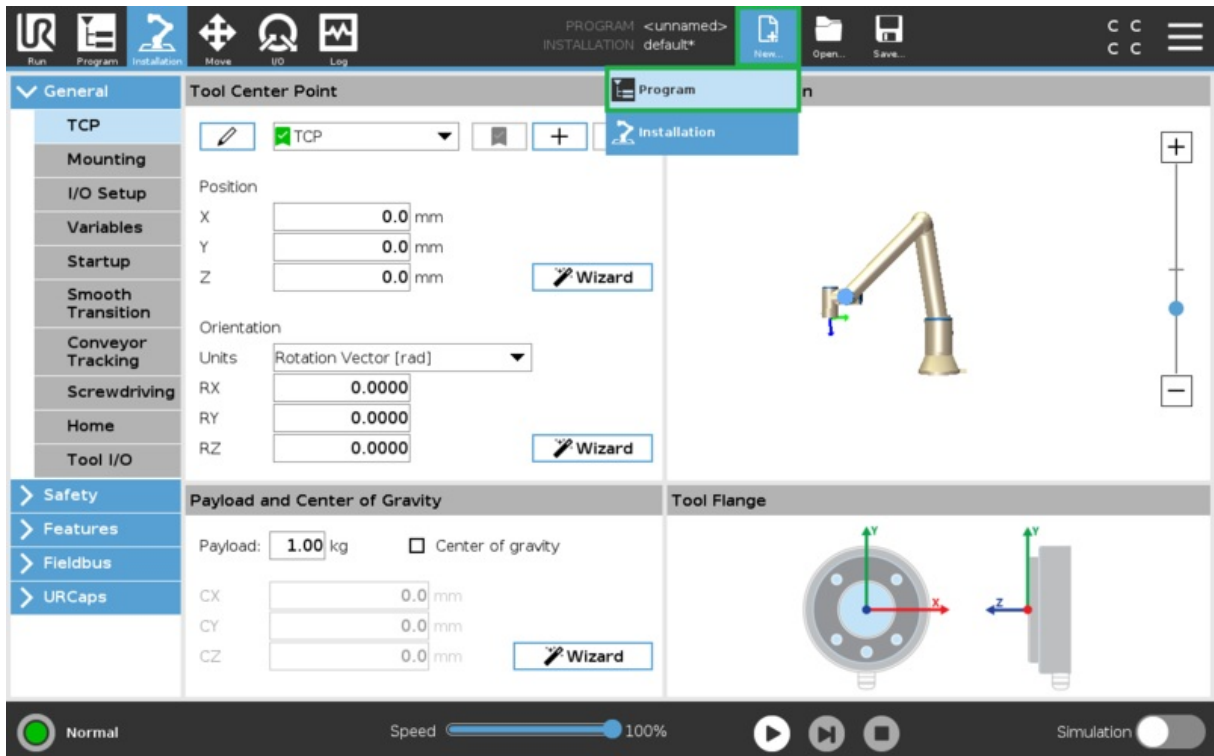 PROGRAM <unnamed>
INSTALLATION default*
UR
Run
Program
Installation
Move
I/O
Log
New...
Open...
Save...
C C
C C
Program
Installation
General
TCP
Mounting
I/O Setup
Variables
Startup
Smooth
Transition
Conveyor
Tracking
Screwdriving
Home
Tool I/O
Safety
Features
Fieldbus
URCaps
Tool Center Point
TCP
Position
X 0.0 mm
Y 0.0 mm
Z 0.0 mm
Wizard
Orientation
Units Rotation Vector [rad]
RX 0.0000
RY 0.0000
RZ 0.0000
Wizard
n
Payload and Center of Gravity
Payload: 1.00 kg
Center of gravity
CX 0.0 mm
CY 0.0 mm
CZ 0.0 mm
Wizard
Tool Flange
Y
X
Y
Z
Normal
Speed 100%
Simulation